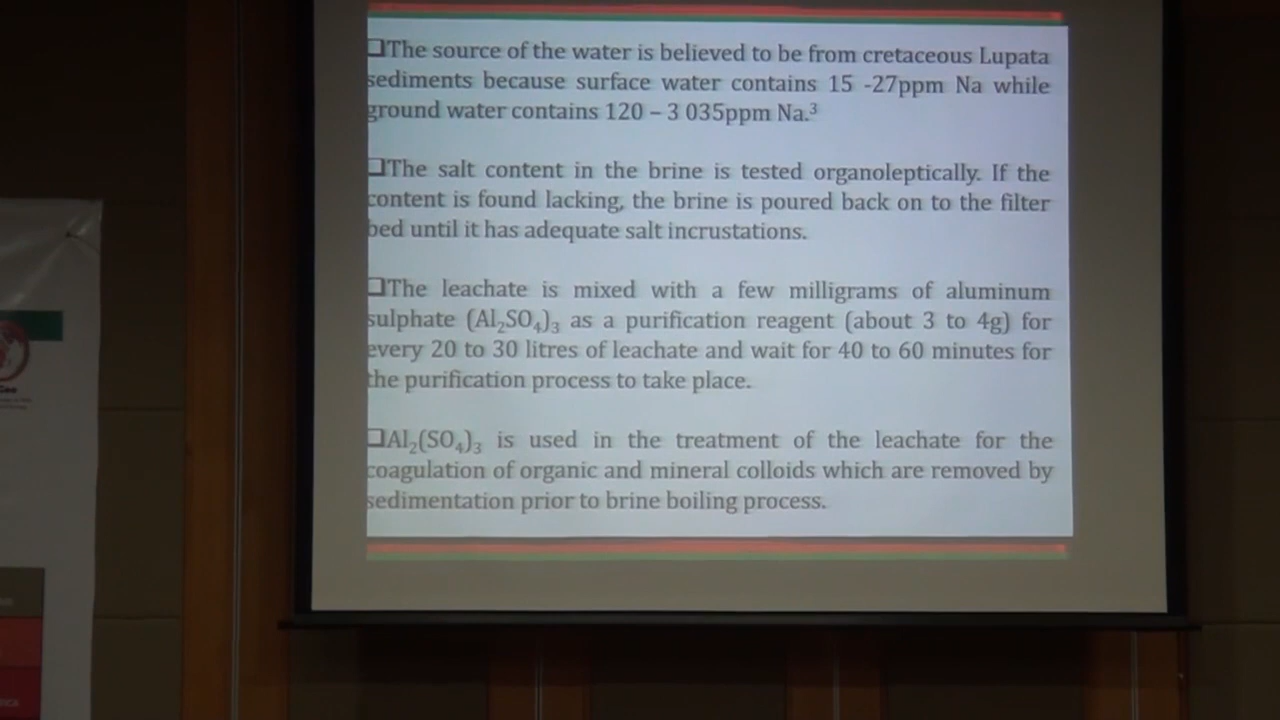 ❑The source of the water is believed to be from cretaceous Lupata
sediments because surface water contains 15 -27ppm Na while
ground water contains 120 – 3 035ppm Na.³
❑The salt content in the brine is tested organoleptically. If the
content is found lacking, the brine is poured back on to the filter
bed until it has adequate salt incrustations.
❑The leachate is mixed with a few milligrams of aluminum
sulphate (Al₂SO₄)₃ as a purification reagent (about 3 to 4g) for
every 20 to 30 litres of leachate and wait for 40 to 60 minutes for
the purification process to take place.
❑Al₂(SO₄)₃ is used in the treatment of the leachate for the
coagulation of organic and mineral colloids which are removed by
sedimentation prior to brine boiling process.